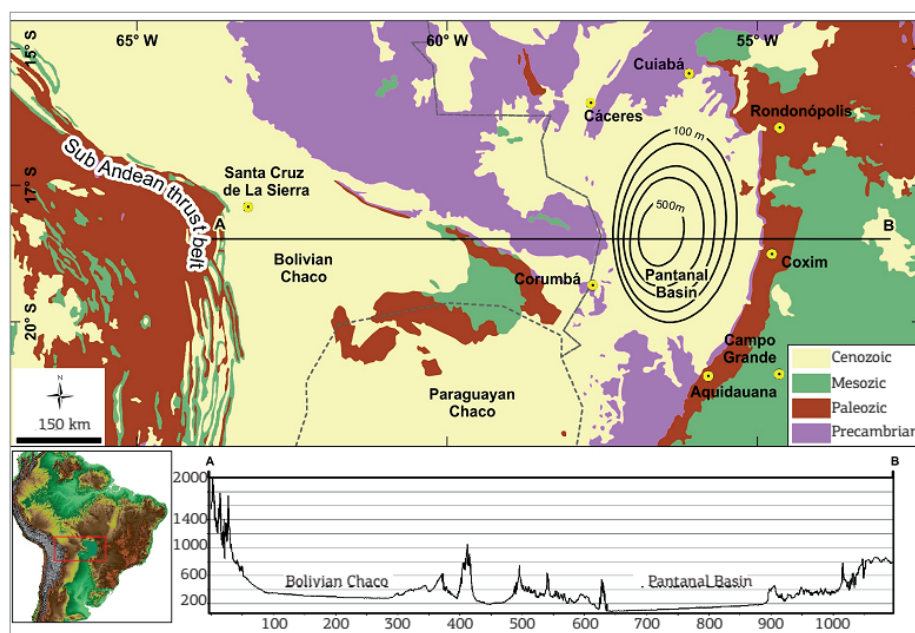 65° W
60° W
55° W
15° S
17° S
20° S
Cuiabá
Cáceres
Rondonópolis
100 m
500m
Sub Andean thrust belt
Santa Cruz
de La Sierra
A
B
Bolivian
Chaco
Corumbá
Pantanal
Basin
Coxim
Campo
Grande
Aquidauana
Paraguayan
Chaco
N
150 km
Cenozoic
Mesozic
Paleozic
Precambrian
A
B
2000
1400
1000
600
200
Bolivian Chaco
Pantanal Basin
100
200
300
400
500
600
700
800
900
1000